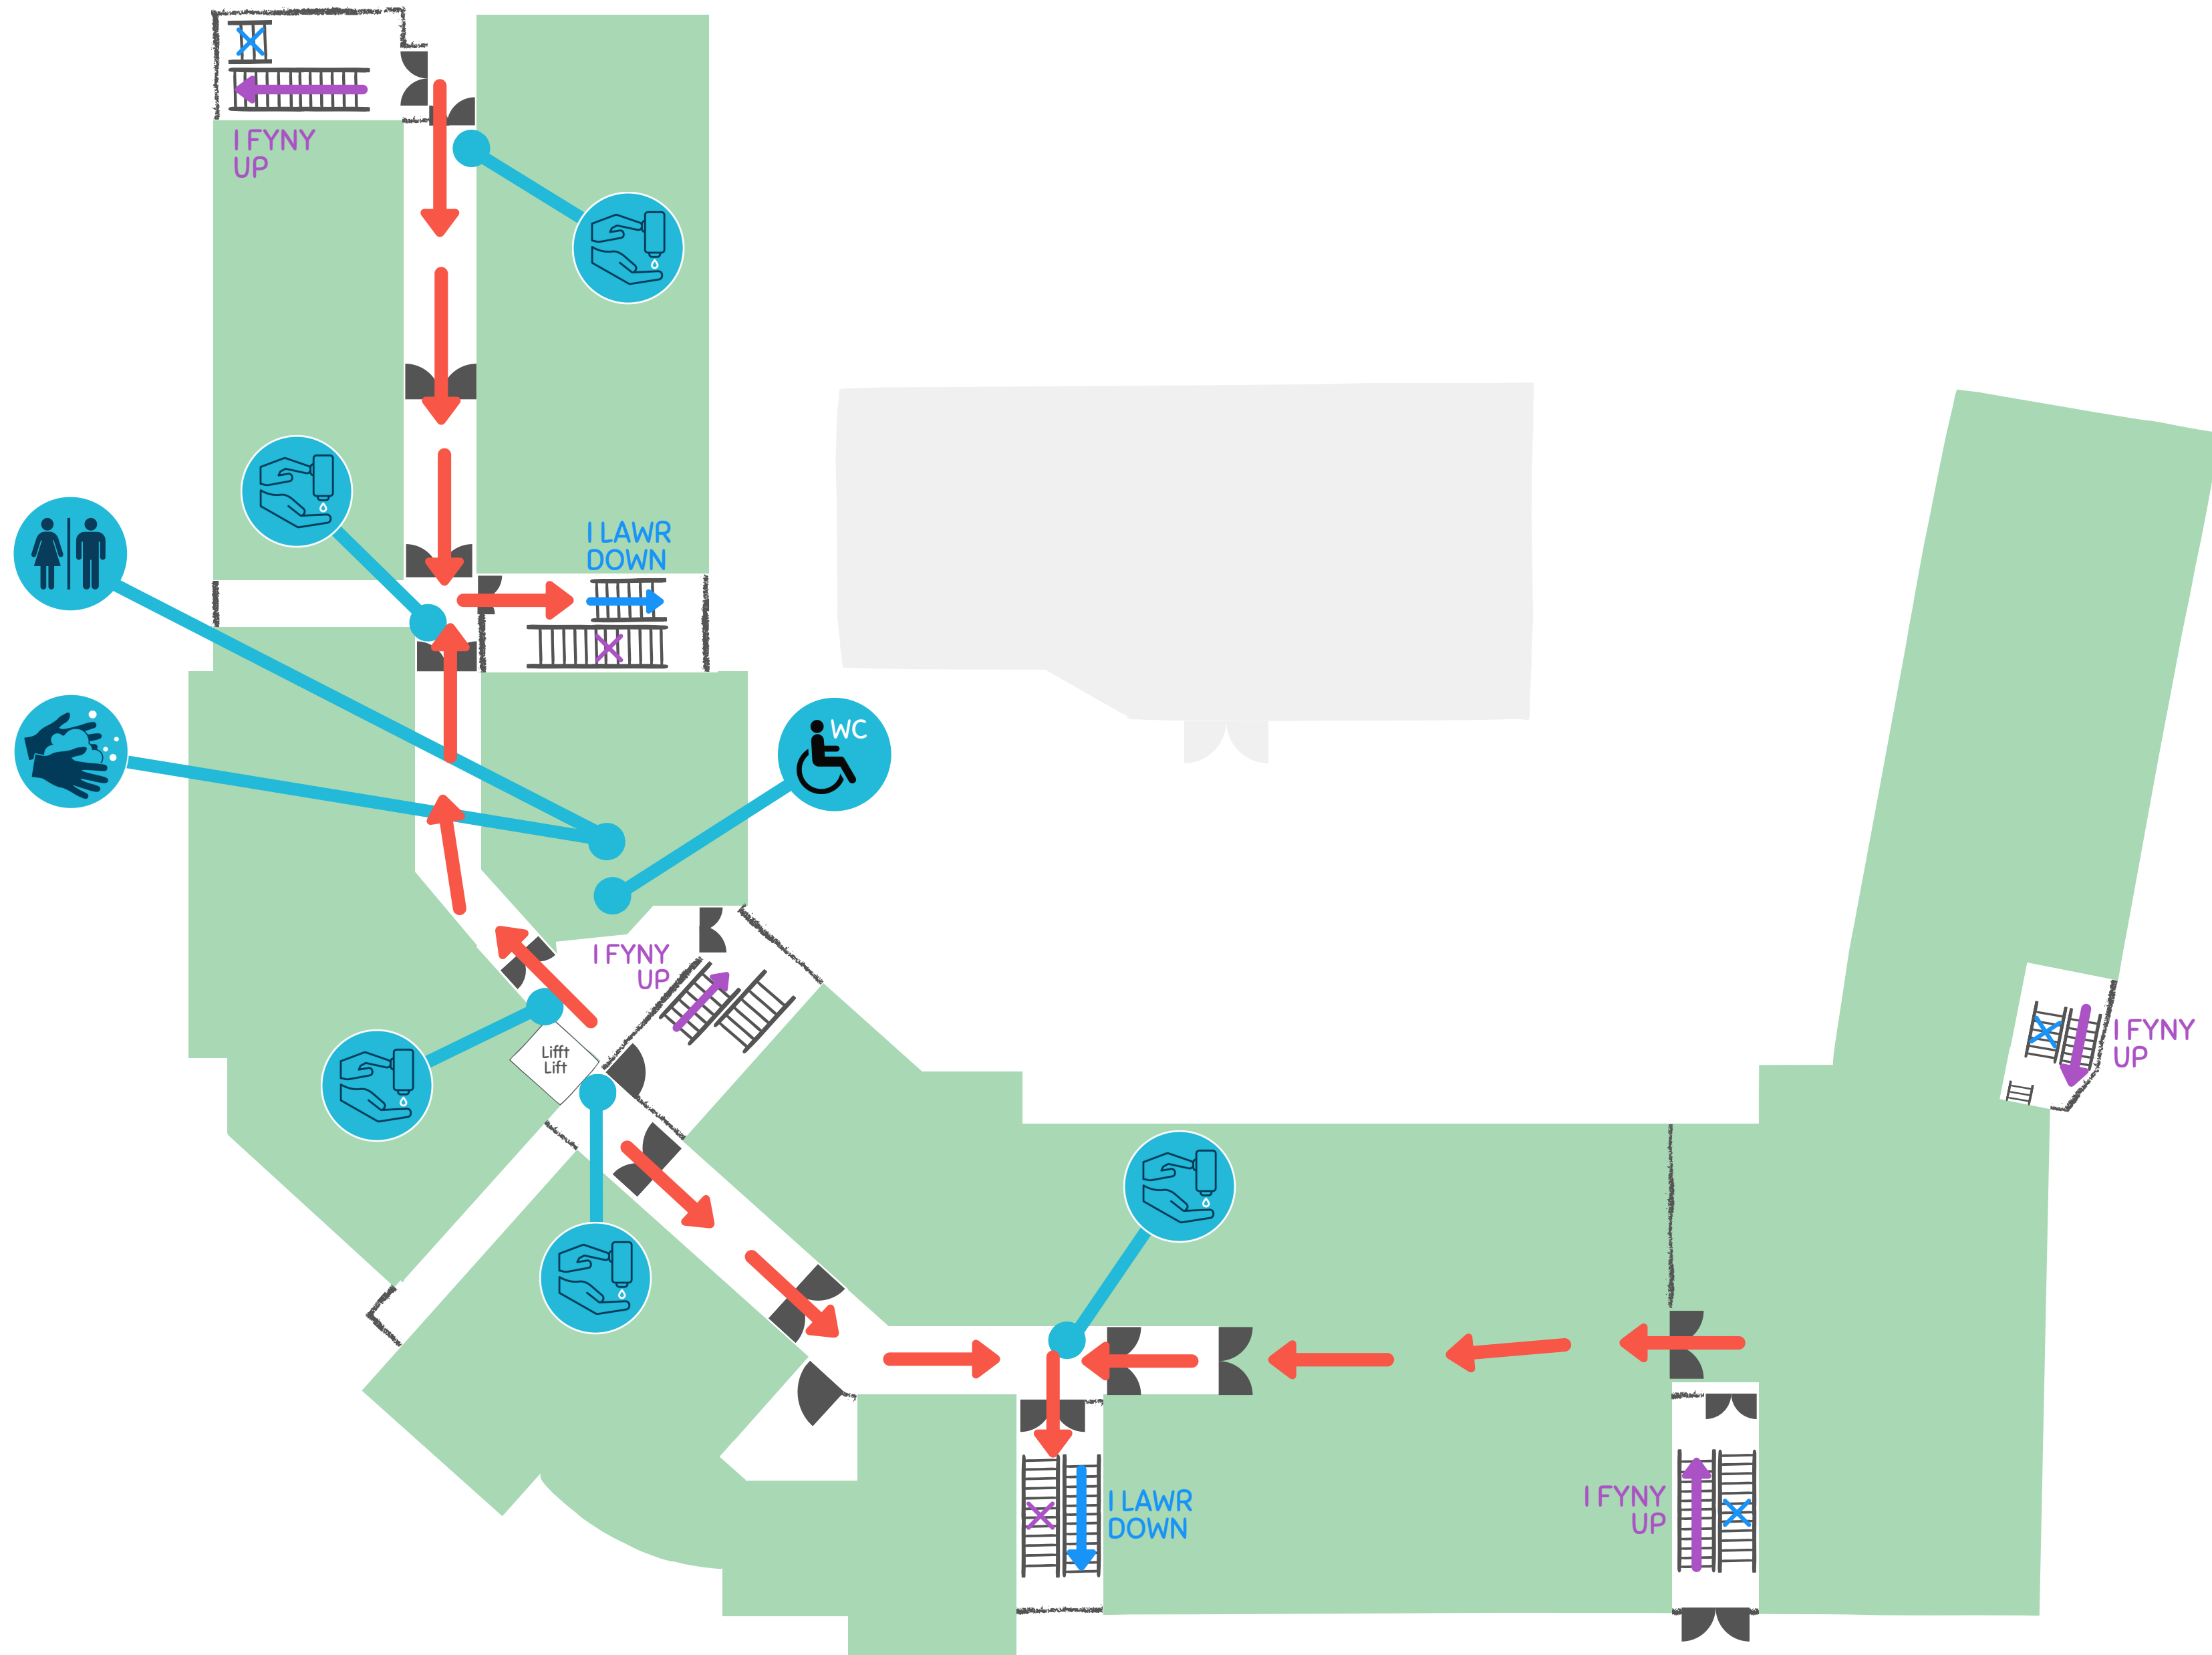 I FYNY
UP
I LAWR
DOWN
WC
I FYNY
UP
Lifft
Lift
I FYNY
UP
I LAWR
DOWN
I FYNY
UP